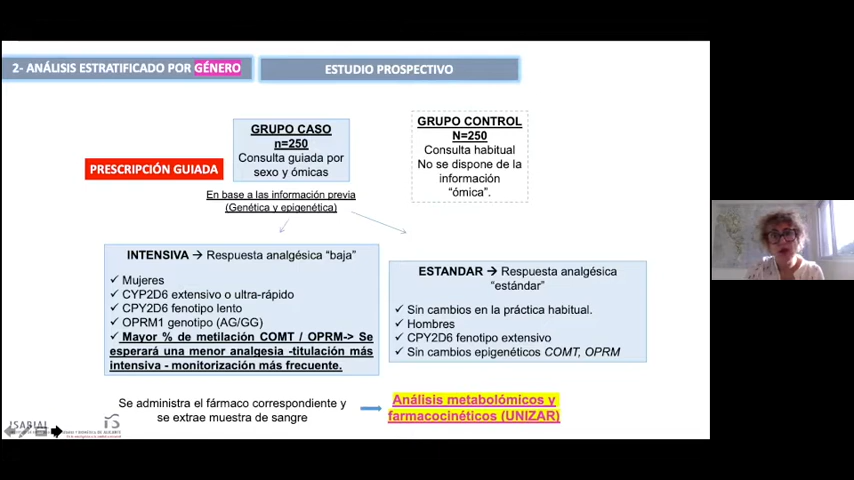 2- ANÁLISIS ESTRATIFICADO POR GÉNERO
ESTUDIO PROSPECTIVO
GRUPO CASO
n=250
Consulta guiada por
sexo y ómicas
GRUPO CONTROL
N=250
Consulta habitual
No se dispone de la
información
“ómica”.
PRESCRIPCIÓN GUIADA
En base a las información previa
(Genética y epigenética)
INTENSIVA → Respuesta analgésica “baja”
✓ Mujeres
✓ CYP2D6 extensivo o ultra-rápido
✓ CPY2D6 fenotipo lento
✓ OPRM1 genotipo (AG/GG)
✓ Mayor % de metilación COMT / OPRM-> Se
esperará una menor analgesia -titulación más
intensiva - monitorización más frecuente.
ESTANDAR → Respuesta analgésica
“estándar”
✓ Sin cambios en la práctica habitual.
✓ Hombres
✓ CPY2D6 fenotipo extensivo
✓ Sin cambios epigenéticos COMT, OPRM
Se administra el fármaco correspondiente y
se extrae muestra de sangre
Análisis metabolómicos y
farmacocinéticos (UNIZAR)
ISABIAL